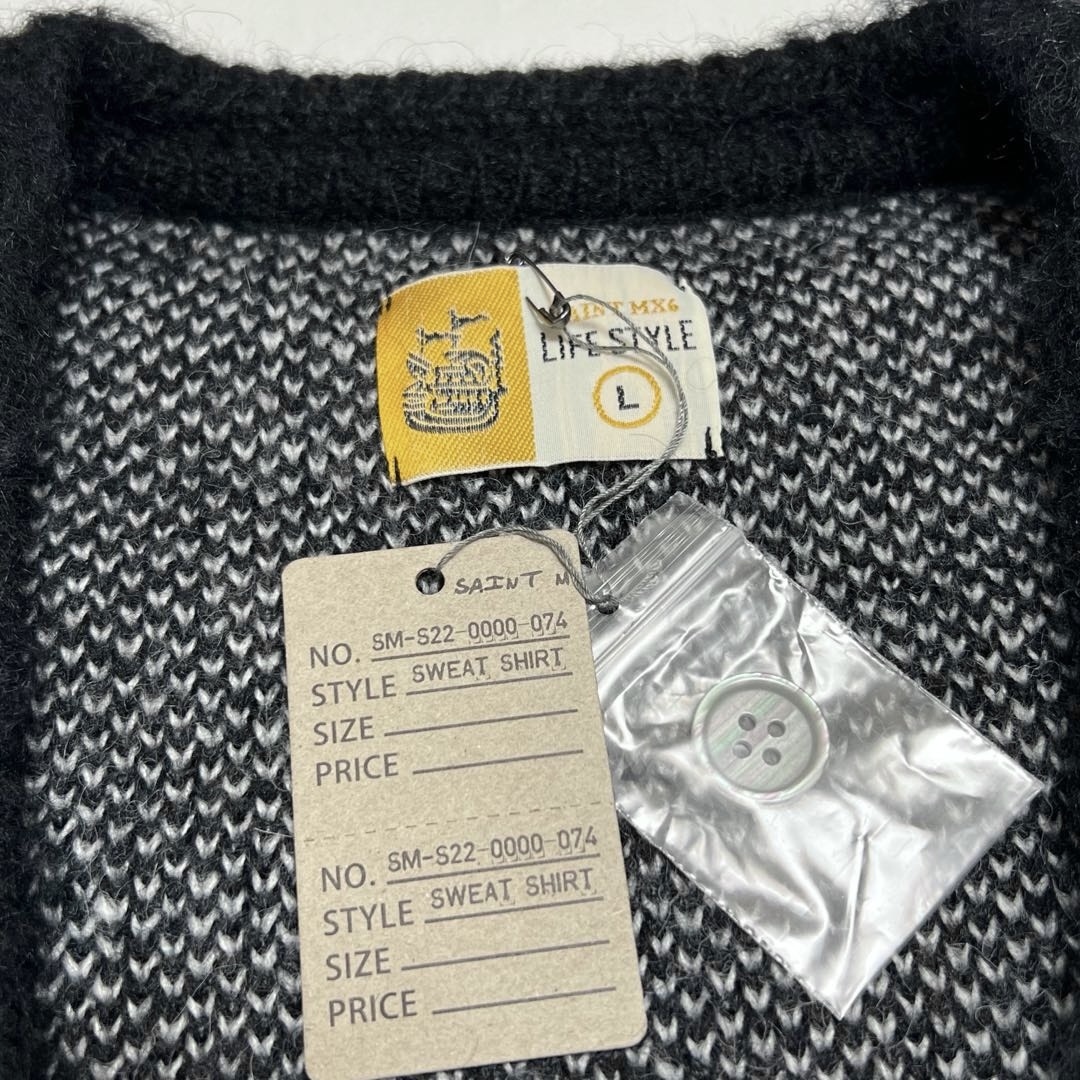 SAINT MX6
LIFE STYLE
L
SAINT M
NO. SM-S22-0000-074
STYLE SWEAT SHIRT
SIZE
PRICE
NO. SM-S22-0000-074
STYLE SWEAT SHIRT
SIZE
PRICE